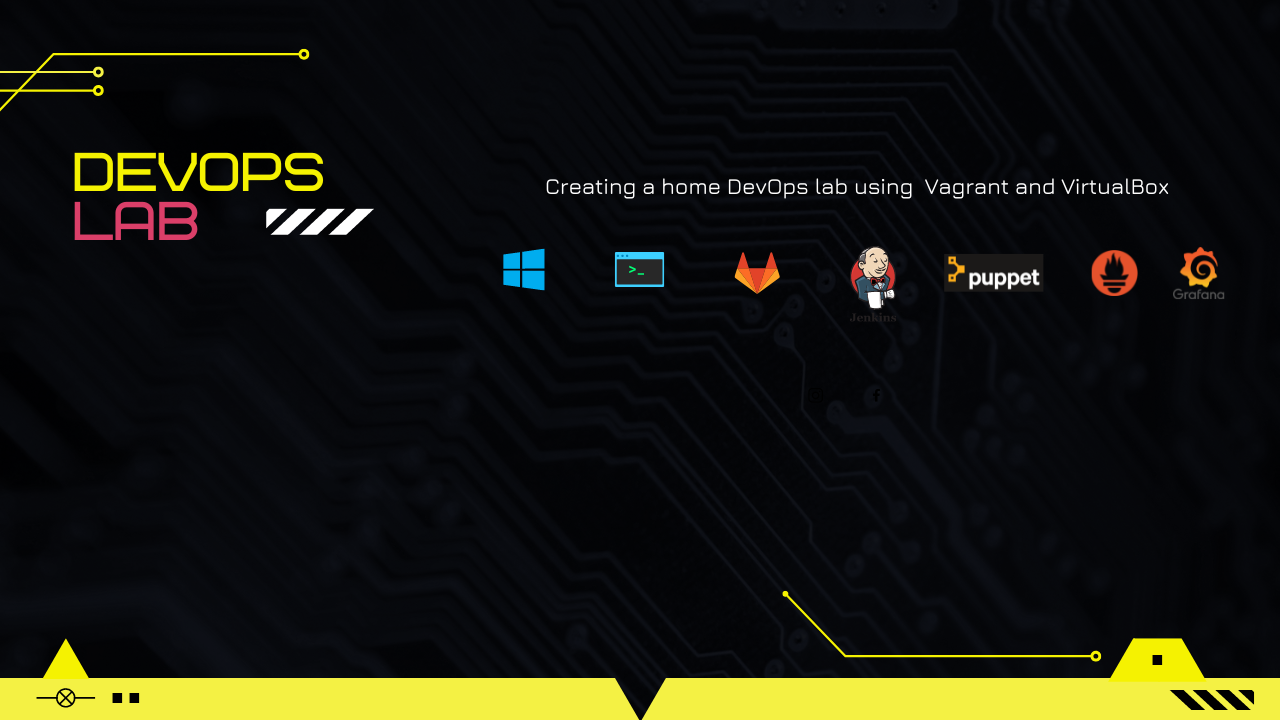 DEVOPS
LAB
Creating a home DevOps lab using  Vagrant and VirtualBox
>_
Jenkins
puppet
Grafana